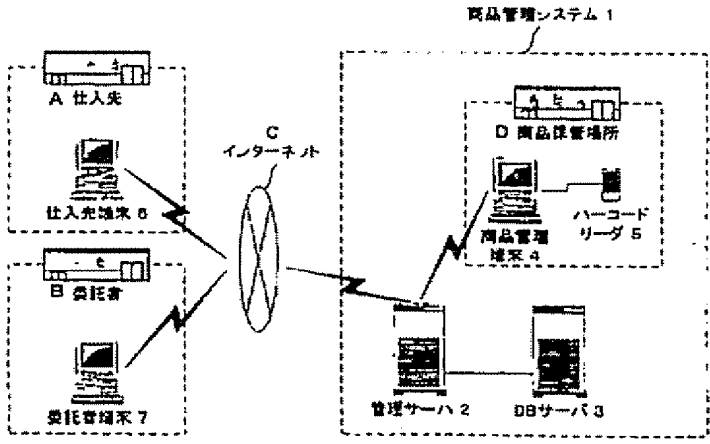 商品管理システム 1
A 仕入先
仕入先端末 6
B 委託者
委託者端末 7
C
インターネット
D 商品保管場所
商品管理
端末 4
バーコード
リーダ 5
管理サーバ 2
DBサーバ 3